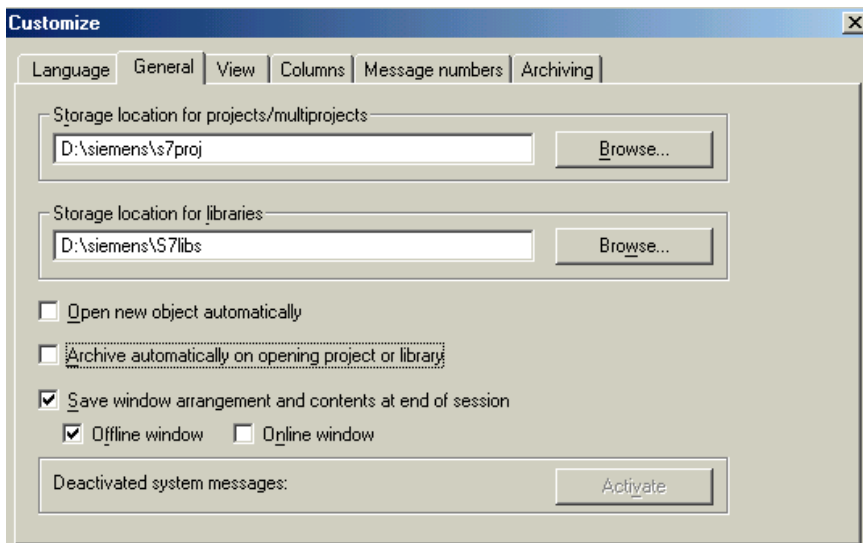 Customize
Language General View Columns Message numbers Archiving
Storage location for projects/multiprojects
D:\siemens\s7proj Browse...
Storage location for libraries
D:\siemens\S7libs Browse...
Open new object automatically
Archive automatically on opening project or library
Save window arrangement and contents at end of session
Offline window Online window
Deactivated system messages: Activate